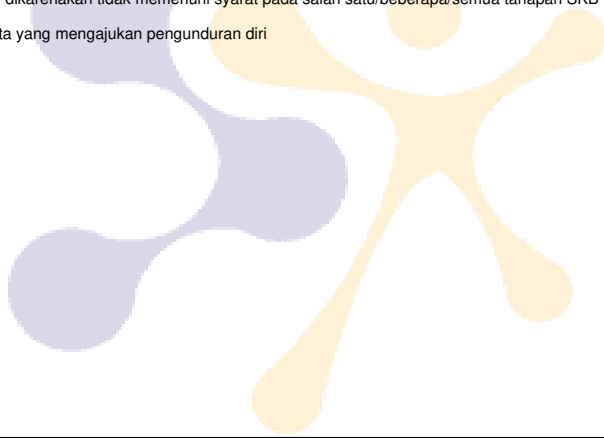 dikarenakan tidak memenuhi syarat pada salah satu/beberapa/semua tahapan SKB
ta yang mengajukan pengunduran diri